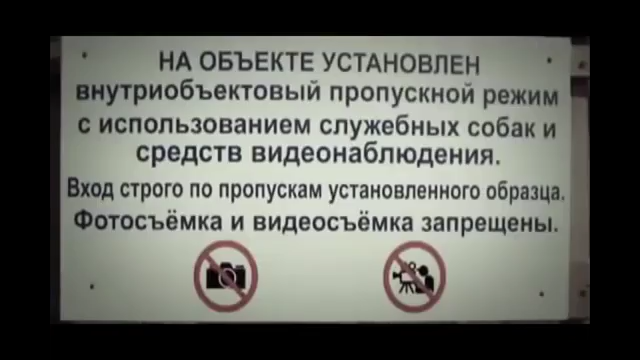 НА ОБЪЕКТЕ УСТАНОВЛЕН
внутриобъектовый пропускной режим
с использованием служебных собак и
средств видеонаблюдения.
Вход строго по пропускам установленного образца.
Фотосъёмка и видеосъёмка запрещены.